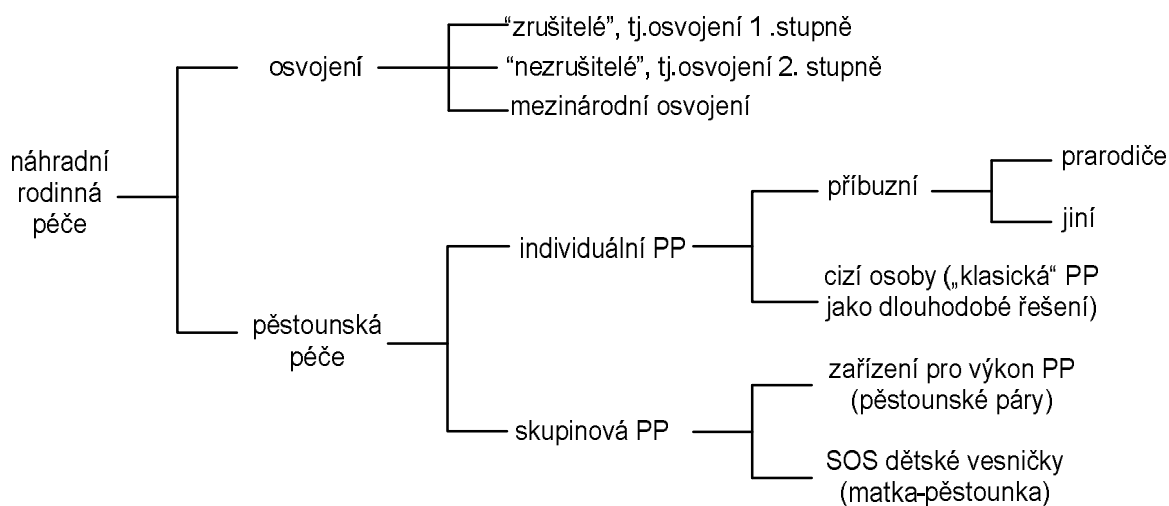 “zrušitelé”, tj.osvojení 1 .stupně
osvojení
“nezrušitelé”, tj.osvojení 2. stupně
mezinárodní osvojení
náhradní
rodinná
péče
prarodiče
příbuzní
jiní
individuální PP
cizí osoby („klasická“ PP
jako dlouhodobé řešení)
pěstounská
péče
zařízení pro výkon PP
(pěstounské páry)
skupinová PP
SOS dětské vesničky
(matka-pěstounka)